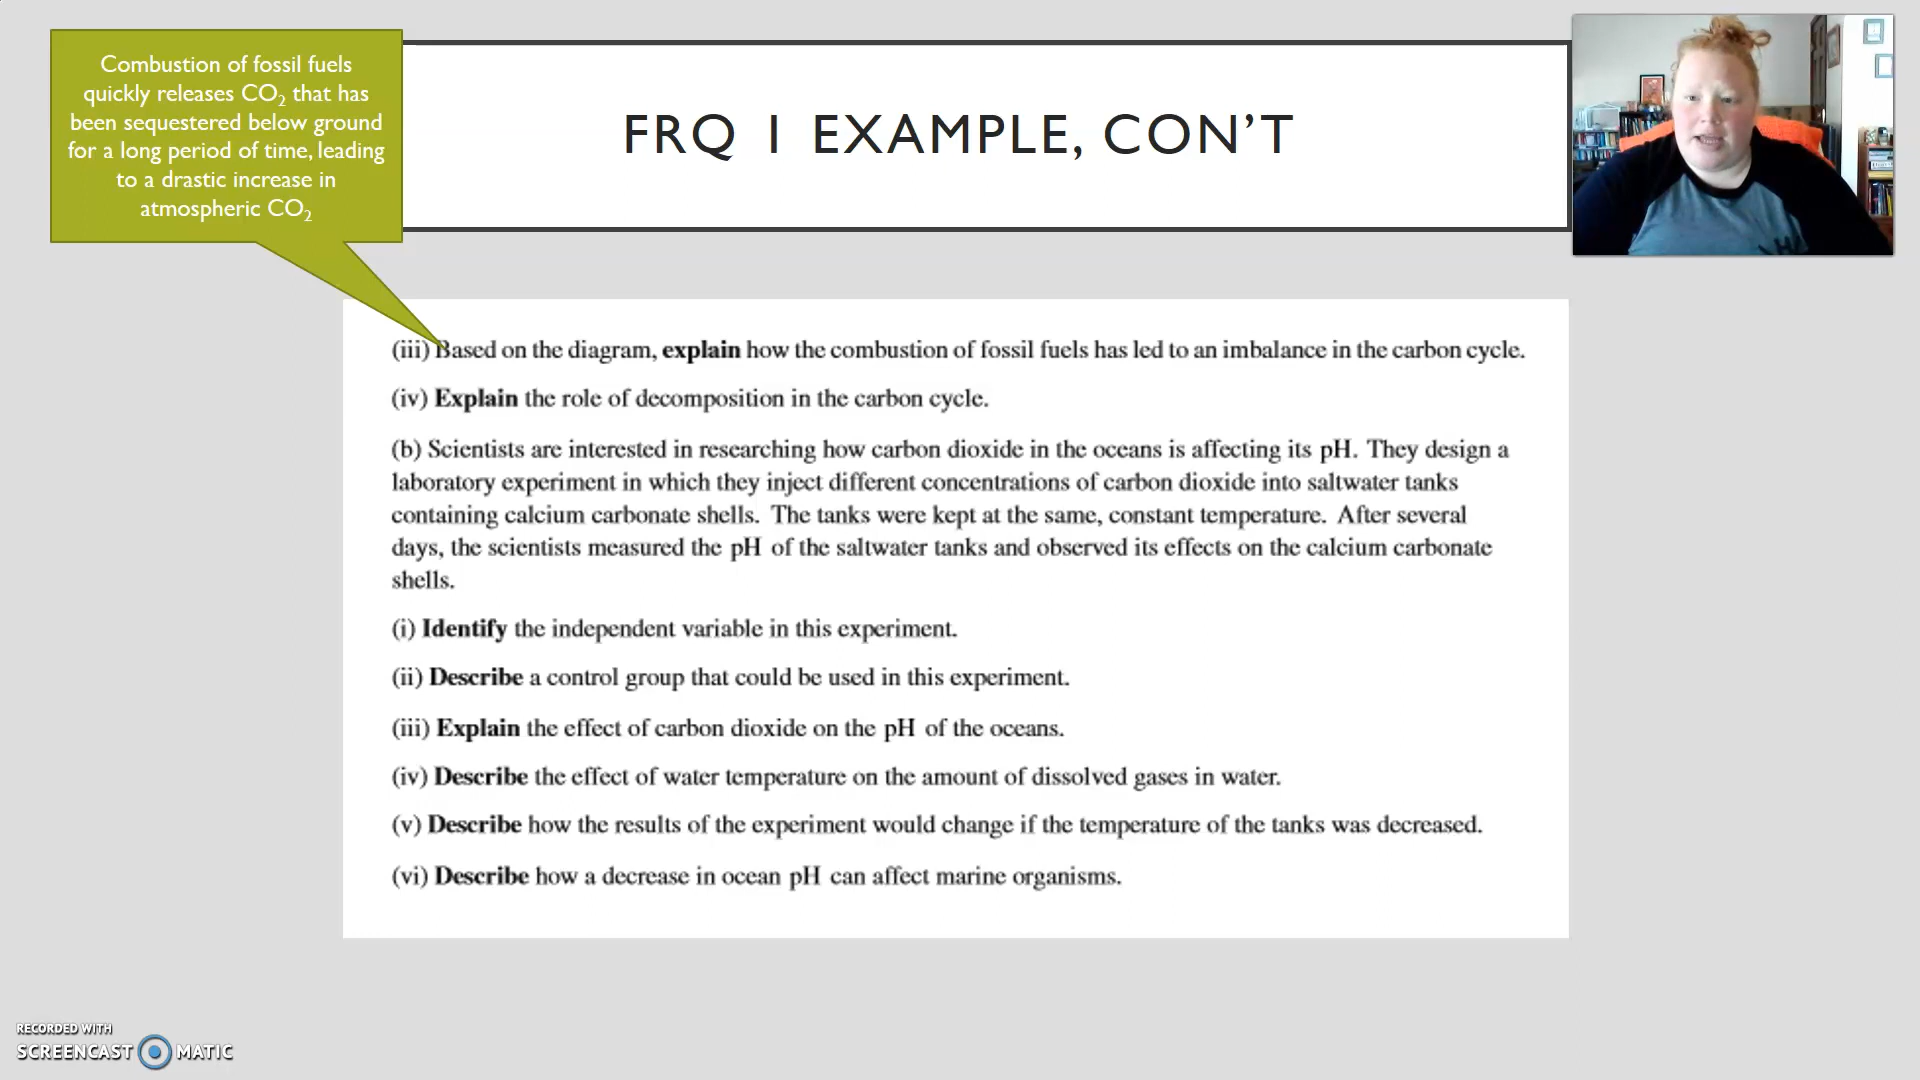 Combustion of fossil fuels
quickly releases CO₂ that has
been sequestered below ground
for a long period of time, leading
to a drastic increase in
atmospheric CO₂
FRQ 1 EXAMPLE, CON'T
(iii) Based on the diagram, explain how the combustion of fossil fuels has led to an imbalance in the carbon cycle.
(iv) Explain the role of decomposition in the carbon cycle.
(b) Scientists are interested in researching how carbon dioxide in the oceans is affecting its pH. They design a
laboratory experiment in which they inject different concentrations of carbon dioxide into saltwater tanks
containing calcium carbonate shells. The tanks were kept at the same, constant temperature. After several
days, the scientists measured the pH of the saltwater tanks and observed its effects on the calcium carbonate
shells.
(i) Identify the independent variable in this experiment.
(ii) Describe a control group that could be used in this experiment.
(iii) Explain the effect of carbon dioxide on the pH of the oceans.
(iv) Describe the effect of water temperature on the amount of dissolved gases in water.
(v) Describe how the results of the experiment would change if the temperature of the tanks was decreased.
(vi) Describe how a decrease in ocean pH can affect marine organisms.
RECORDED WITH
SCREENCAST MATIC